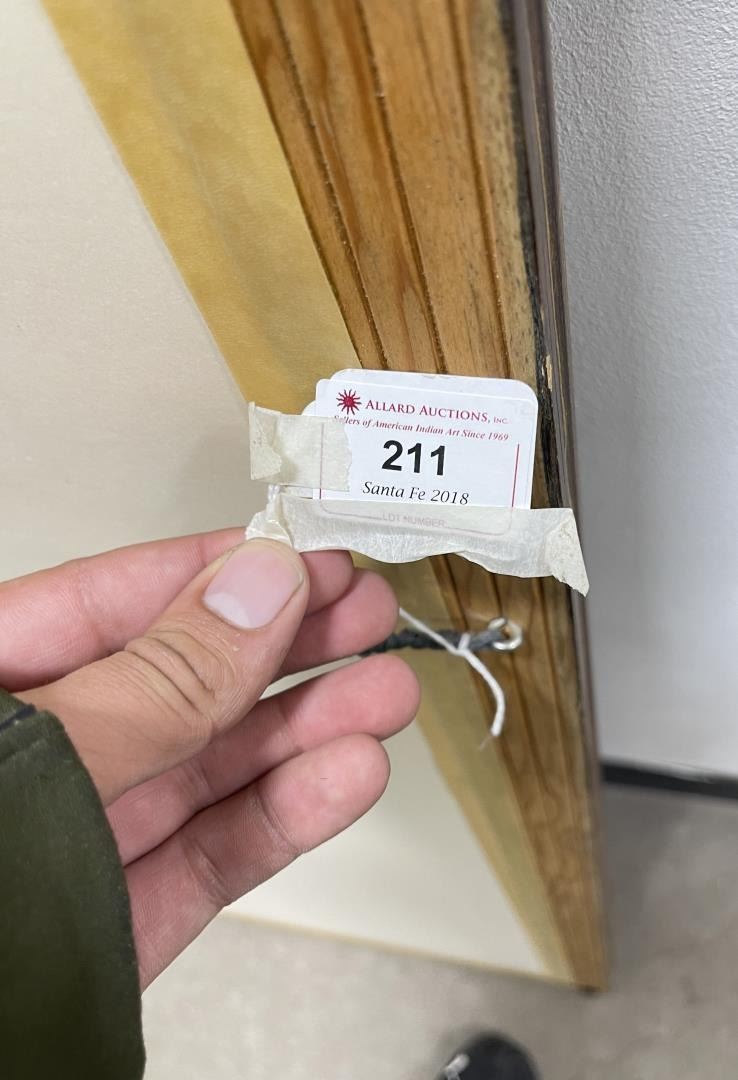 ALLARD AUCTIONS, INC.
Sellers of American Indian Art Since 1969
211
Santa Fe 2018
LOT NUMBER